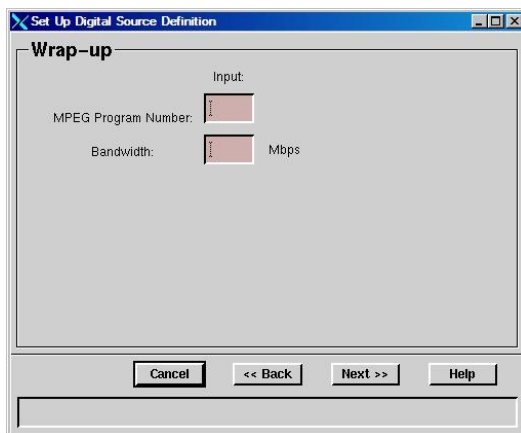 Set Up Digital Source Definition
Wrap-up
Input:
MPEG Program Number:
Bandwidth: Mbps
Cancel << Back Next >> Help